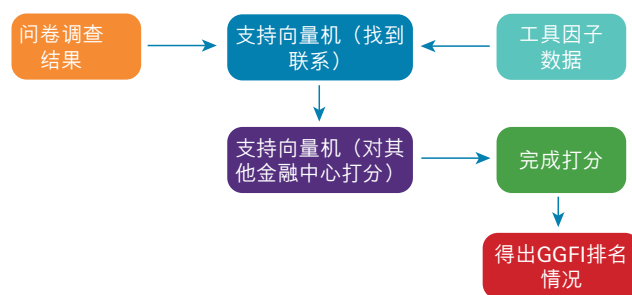 问卷调查
结果
支持向量机（找到
联系）
工具因子
数据
支持向量机（对其
他金融中心打分）
完成打分
得出GGFI排名
情况